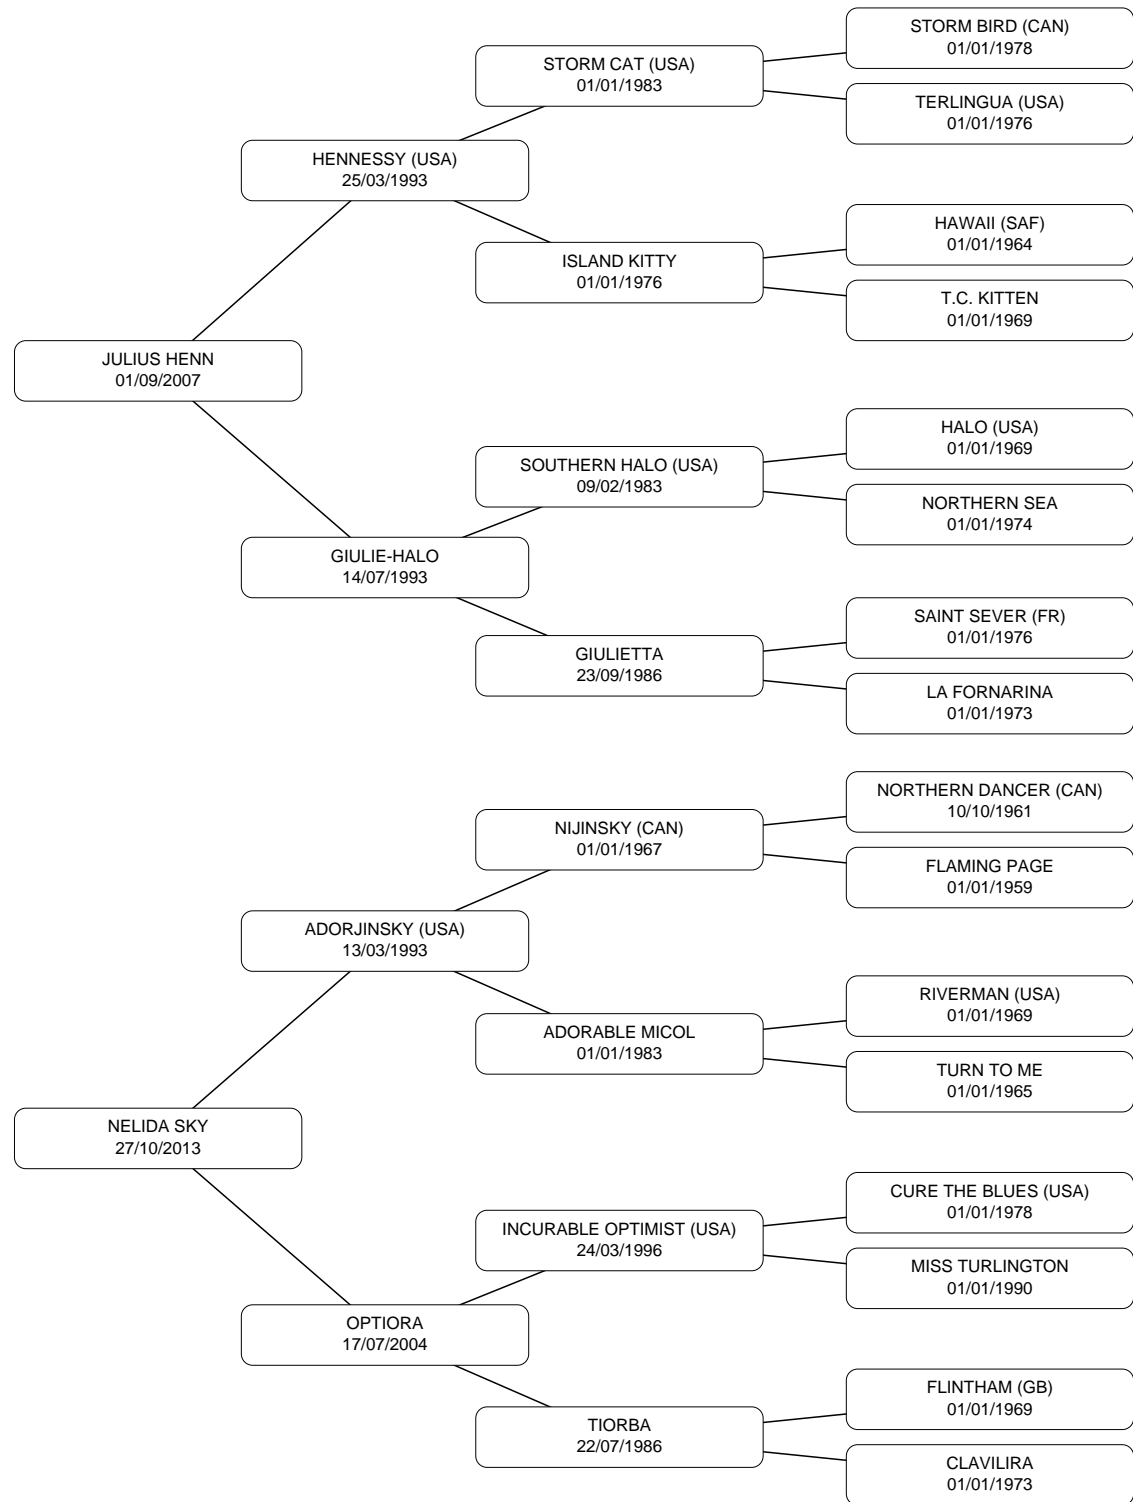 STORM BIRD (CAN)
01/01/1978
STORM CAT (USA)
01/01/1983
TERLINGUA (USA)
01/01/1976
HENNESSY (USA)
25/03/1993
HAWAII (SAF)
01/01/1964
ISLAND KITTY
01/01/1976
T.C. KITTEN
01/01/1969
JULIUS HENN
01/09/2007
HALO (USA)
01/01/1969
SOUTHERN HALO (USA)
09/02/1983
NORTHERN SEA
01/01/1974
GIULIE-HALO
14/07/1993
SAINT SEVER (FR)
01/01/1976
GIULIETTA
23/09/1986
LA FORNARINA
01/01/1973
NORTHERN DANCER (CAN)
10/10/1961
NIJINSKY (CAN)
01/01/1967
FLAMING PAGE
01/01/1959
ADORJINSKY (USA)
13/03/1993
RIVERMAN (USA)
01/01/1969
ADORABLE MICOL
01/01/1983
TURN TO ME
01/01/1965
NELIDA SKY
27/10/2013
CURE THE BLUES (USA)
01/01/1978
INCURABLE OPTIMIST (USA)
24/03/1996
MISS TURLINGTON
01/01/1990
OPTIORA
17/07/2004
FLINTHAM (GB)
01/01/1969
TIORBA
22/07/1986
CLAVILIRA
01/01/1973